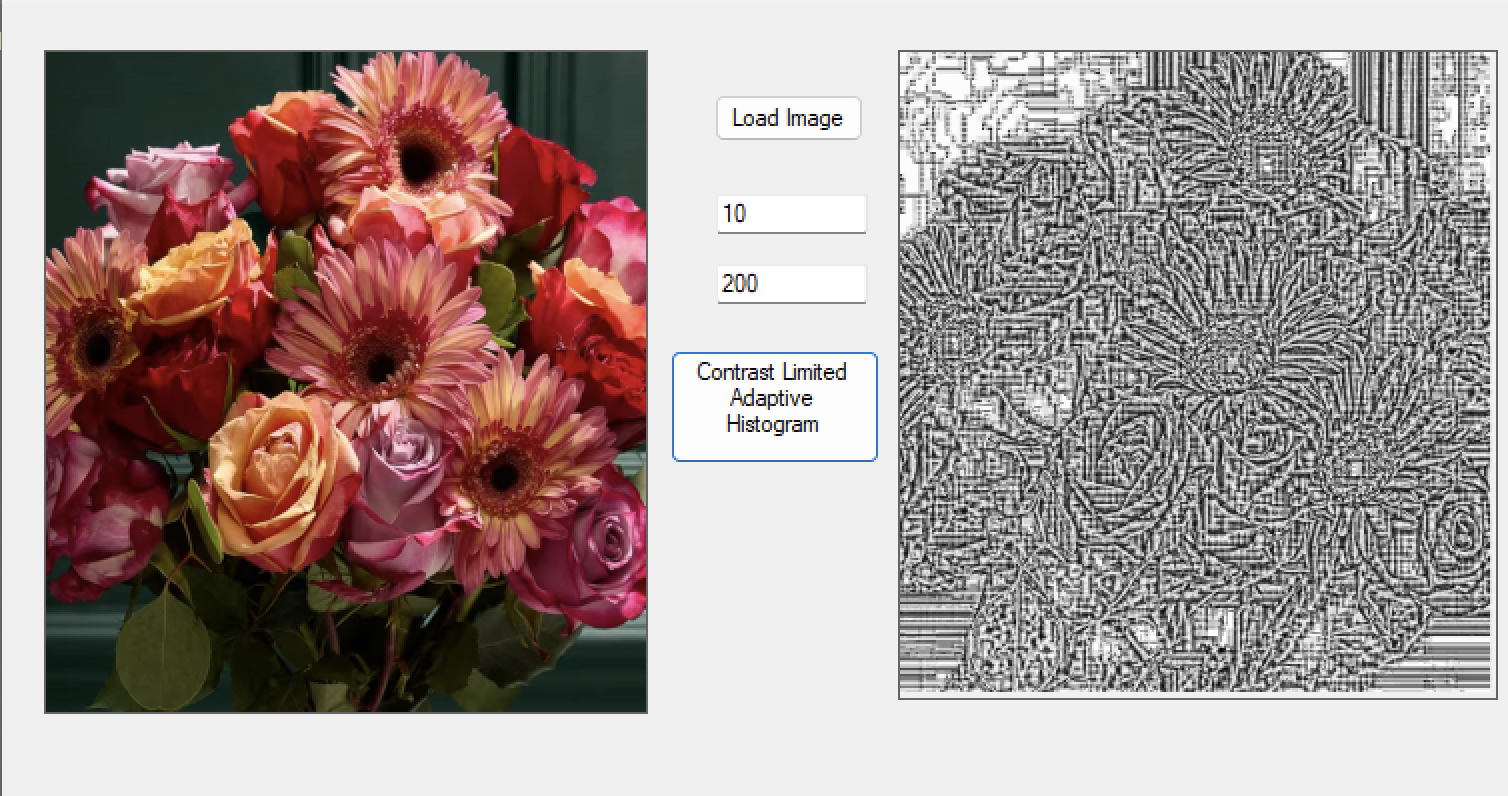 Load Image
10
200
Contrast Limited
Adaptive
Histogram